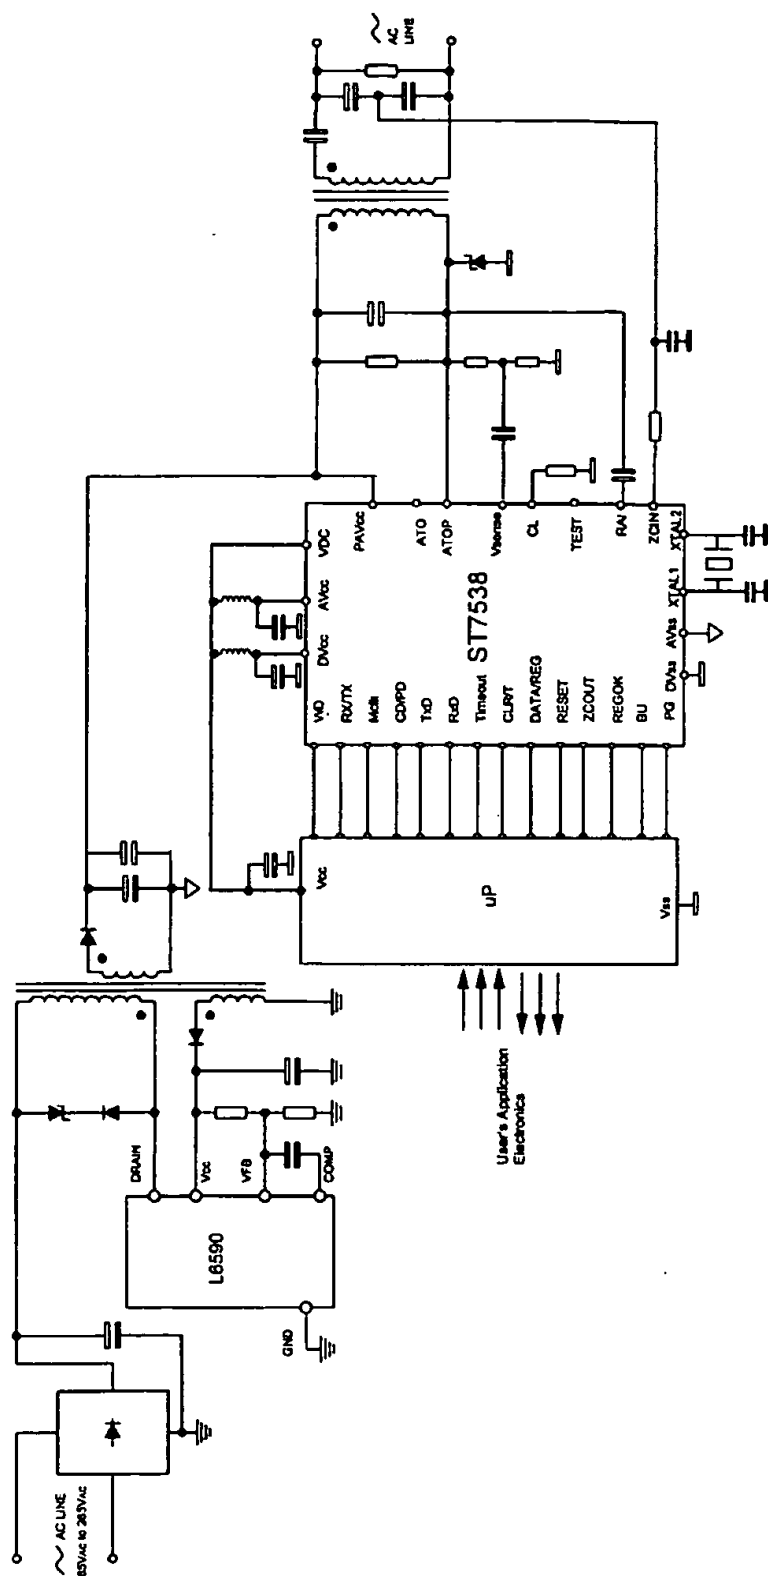 AC
LINE
VDC
PAVcc
ATO
ATOP
Vsense
CL
TEST
RAI
ZCIN
AVcc
DVcc
ST7538
XTAL2
XTAL1
AVss
DVss
WD
RX/TX
Mclk
CD/PD
TxD
RxD
Timeout
CLR/T
DATA/REG
RESET
ZCOUT
REGOK
BU
PG
Vcc
uP
Vss
User's Application
Electronics
DRAIN
Vcc
VFB
COMP
L6590
GND
AC LINE
85VAC to 265VAC